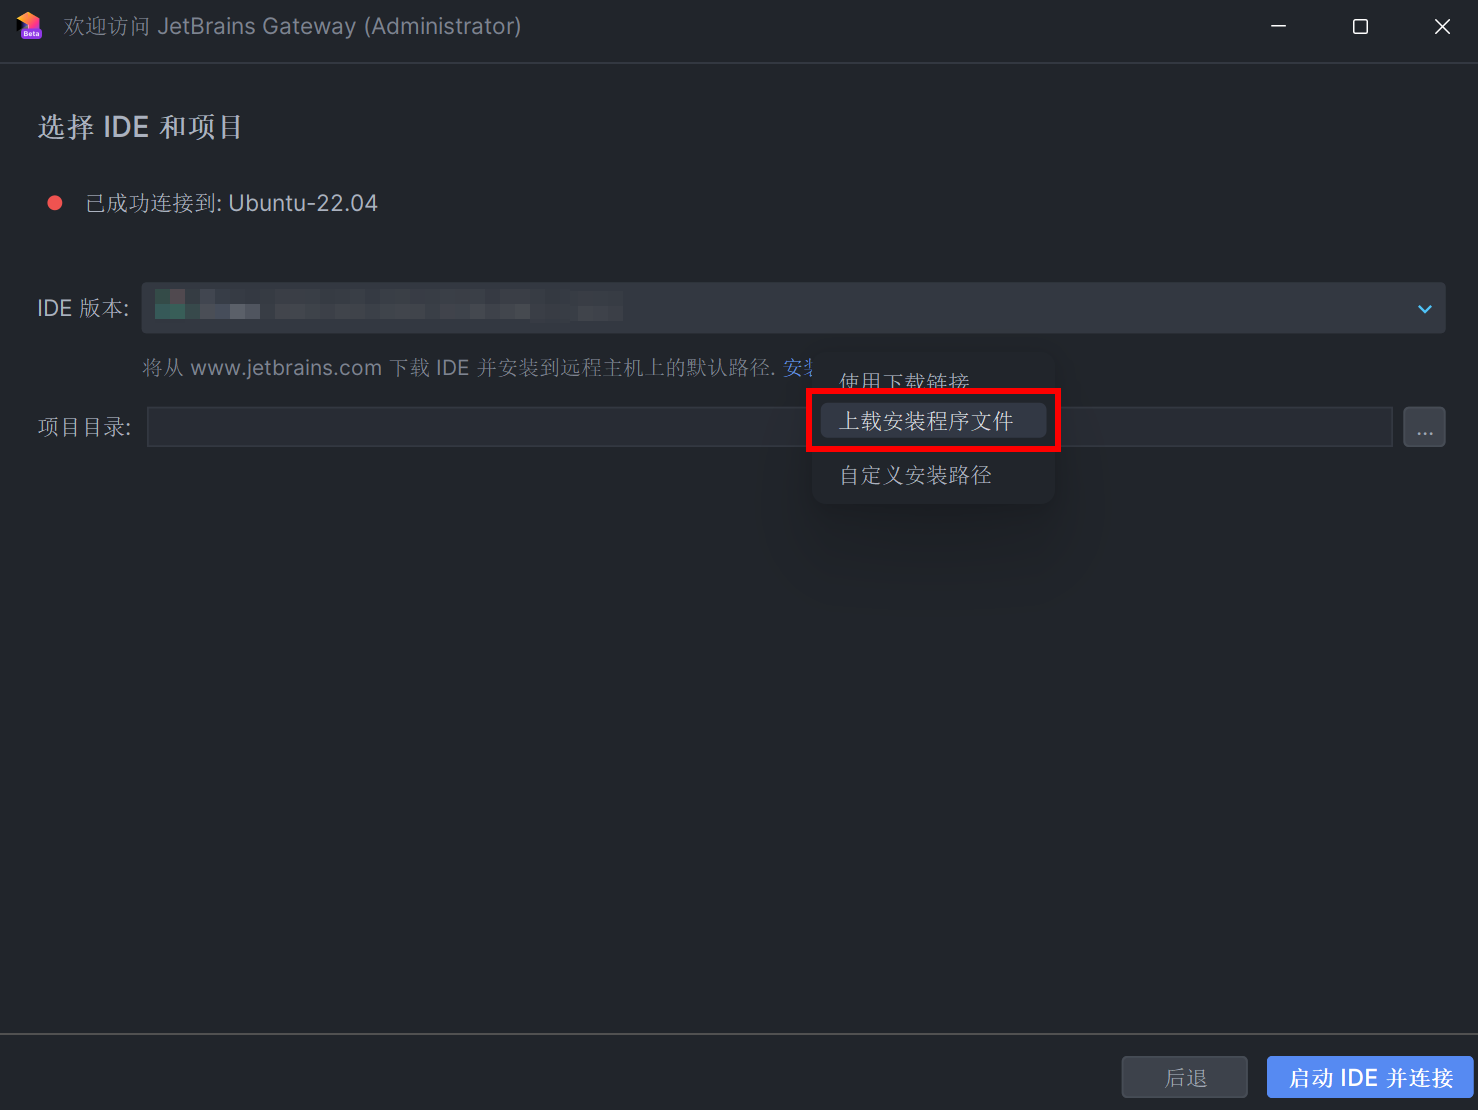 Beta
欢迎访问 JetBrains Gateway (Administrator)
选择 IDE 和项目
已成功连接到: Ubuntu-22.04
IDE 版本:
将从 www.jetbrains.com 下载 IDE 并安装到远程主机上的默认路径. 安装
使用下载链接
上载安装程序文件
项目目录:
...
自定义安装路径
后退
启动 IDE 并连接